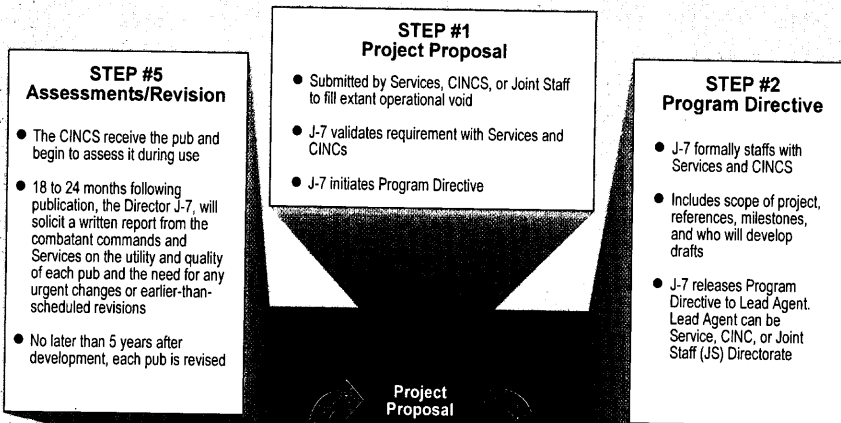 STEP #1
Project Proposal
● Submitted by Services, CINCS, or Joint Staff
to fill extant operational void
● J-7 validates requirement with Services and
CINCs
● J-7 initiates Program Directive
STEP #5
Assessments/Revision
● The CINCS receive the pub and
begin to assess it during use
● 18 to 24 months following
publication, the Director J-7, will
solicit a written report from the
combatant commands and
Services on the utility and quality
of each pub and the need for any
urgent changes or earlier-than-
scheduled revisions
● No later than 5 years after
development, each pub is revised
STEP #2
Program Directive
● J-7 formally staffs with
Services and CINCS
● Includes scope of project,
references, milestones,
and who will develop
drafts
● J-7 releases Program
Directive to Lead Agent.
Lead Agent can be
Service, CINC, or Joint
Staff (JS) Directorate
Project
Proposal